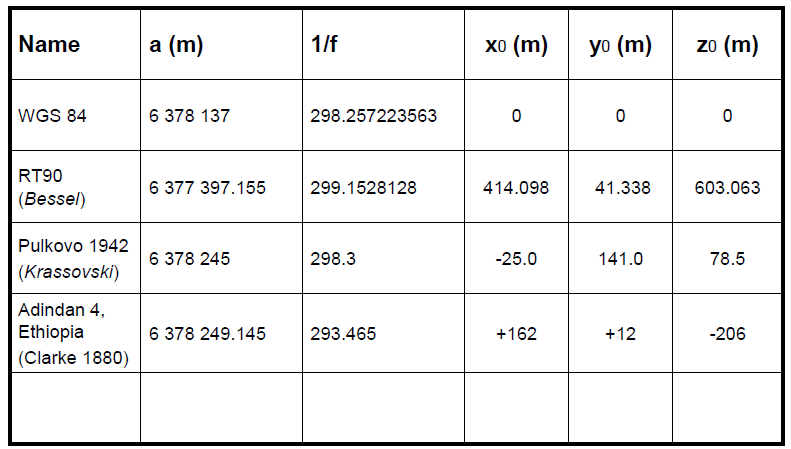 Name a (m) 1/f x0 (m) y0 (m) z0 (m)
WGS 84 6 378 137 298.257223563 0 0 0
RT90
(Bessel) 6 377 397.155 299.1528128 414.098 41.338 603.063
Pulkovo 1942
(Krassovski) 6 378 245 298.3 -25.0 141.0 78.5
Adindan 4,
Ethiopia
(Clarke 1880) 6 378 249.145 293.465 +162 +12 -206